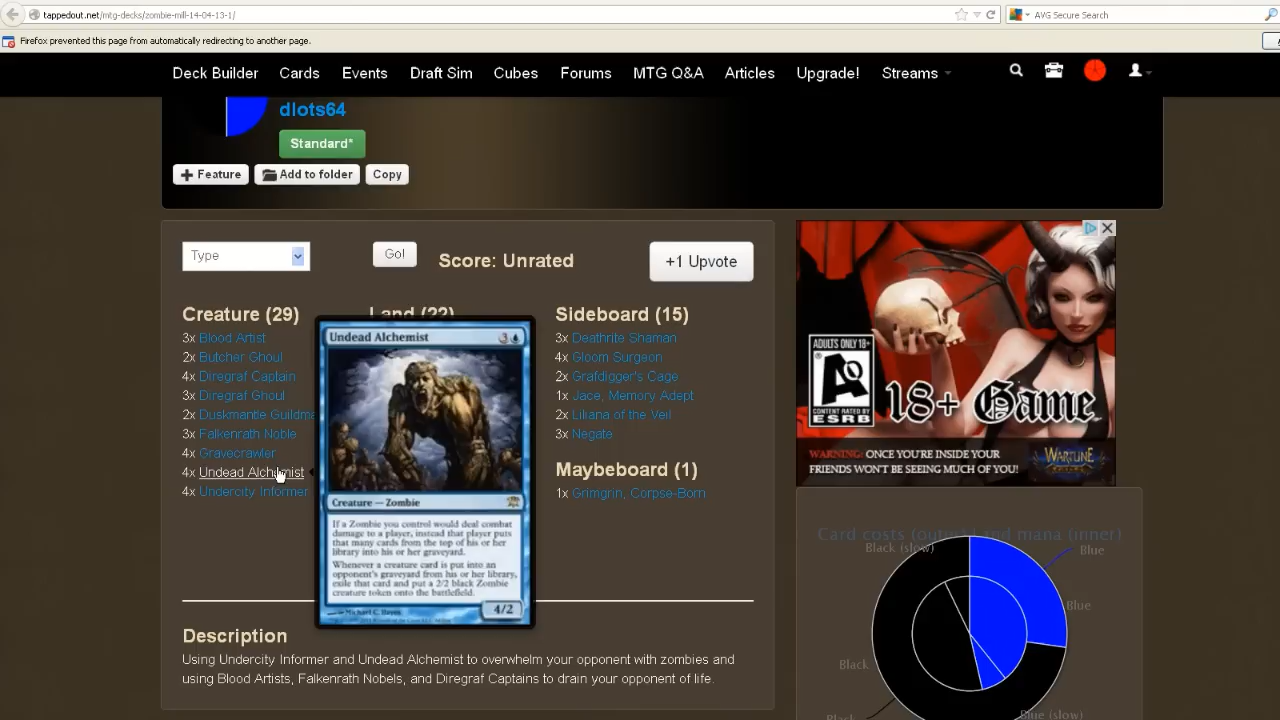 tappedout.net/mtg-decks/zombie-mill-14-04-13-1/
AVG Secure Search
Firefox prevented this page from automatically redirecting to another page.
Deck Builder Cards Events Draft Sim Cubes Forums MTG Q&A Articles Upgrade! Streams
dlots64
Standard*
Feature
Add to folder
Copy
Type
Go!
Score: Unrated
+1 Upvote
Creature (29)
3x Blood Artist
2x Butcher Ghoul
4x Diregraf Captain
3x Diregraf Ghoul
2x Duskmantle Guildma
3x Falkenrath Noble
4x Gravecrawler
4x Undead Alchemist
4x Undercity Informer
Land (22)
Undead Alchemist 3
Creature — Zombie
If a Zombie you control would deal combat
damage to a player, instead that player puts
that many cards from the top of his or her
library into his or her graveyard.
Whenever a creature card is put into an
opponent's graveyard from his or her library,
exile that card and put a 2/2 black Zombie
creature token onto the battlefield.
4/2
Sideboard (15)
3x Deathrite Shaman
4x Gloom Surgeon
2x Grafdigger's Cage
1x Jace, Memory Adept
2x Liliana of the Veil
3x Negate
Maybeboard (1)
1x Grimgrin, Corpse-Born
Description
Using Undercity Informer and Undead Alchemist to overwhelm your opponent with zombies and
using Blood Artists, Falkenrath Nobels, and Diregraf Captains to drain your opponent of life.
ADULTS ONLY 18+
A
CONTENT RATED BY
ESRB
18+ Game
WARNING: ONCE YOU'RE INSIDE YOUR
FRIENDS WON'T BE SEEING MUCH OF YOU!
WARTUNE
Card costs (outer) and mana (inner)
Black (slow)
Blue
Blue
Black
Blue (slow)
Black